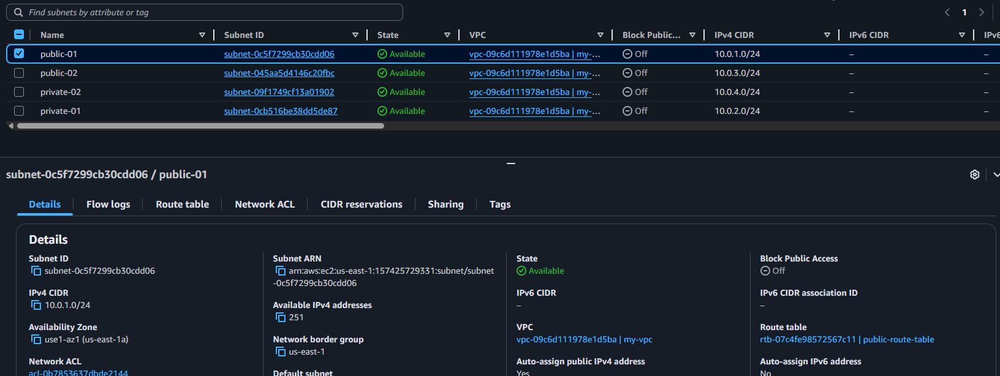 Find subnets by attribute or tag
1
Name Subnet ID State VPC Block Public... IPv4 CIDR IPv6 CIDR IPv6
public-01 subnet-0c5f7299cb30cdd06 Available vpc-09c6d111978e1d5ba | my-... Off 10.0.1.0/24 – –
public-02 subnet-045aa5d4146c20fbc Available vpc-09c6d111978e1d5ba | my-... Off 10.0.3.0/24 – –
private-02 subnet-09f1749cf13a01902 Available vpc-09c6d111978e1d5ba | my-... Off 10.0.4.0/24 – –
private-01 subnet-0cb516be38dd5de87 Available vpc-09c6d111978e1d5ba | my-... Off 10.0.2.0/24 – –
subnet-0c5f7299cb30cdd06 / public-01
Details Flow logs Route table Network ACL CIDR reservations Sharing Tags
Details
Subnet ID
subnet-0c5f7299cb30cdd06
IPv4 CIDR
10.0.1.0/24
Availability Zone
use1-az1 (us-east-1a)
Network ACL
acl-0b7853637dbde2144
Subnet ARN
arn:aws:ec2:us-east-1:157425729331:subnet/subnet
-0c5f7299cb30cdd06
Available IPv4 addresses
251
Network border group
us-east-1
Default subnet
State
Available
IPv6 CIDR
–
VPC
vpc-09c6d111978e1d5ba | my-vpc
Auto-assign public IPv4 address
Yes
Block Public Access
Off
IPv6 CIDR association ID
–
Route table
rtb-07c4fe98572567c11 | public-route-table
Auto-assign IPv6 address
No